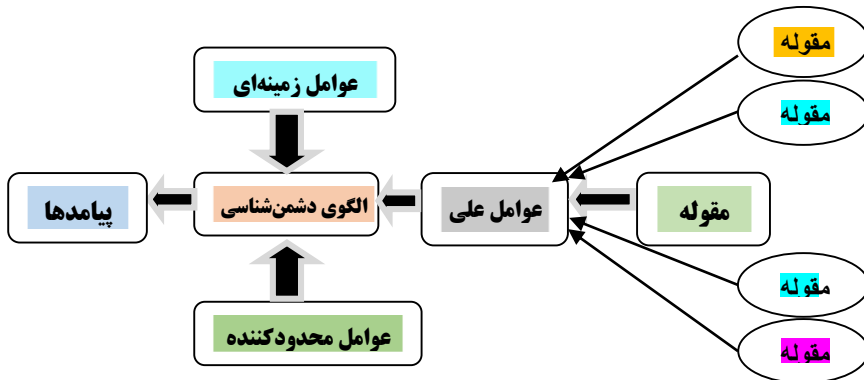 مقوله
عوامل زمینه‌ای
مقوله
مقوله
عوامل علی
الگوی دشمن‌شناسی
پیامدها
مقوله
عوامل محدودکننده
مقوله